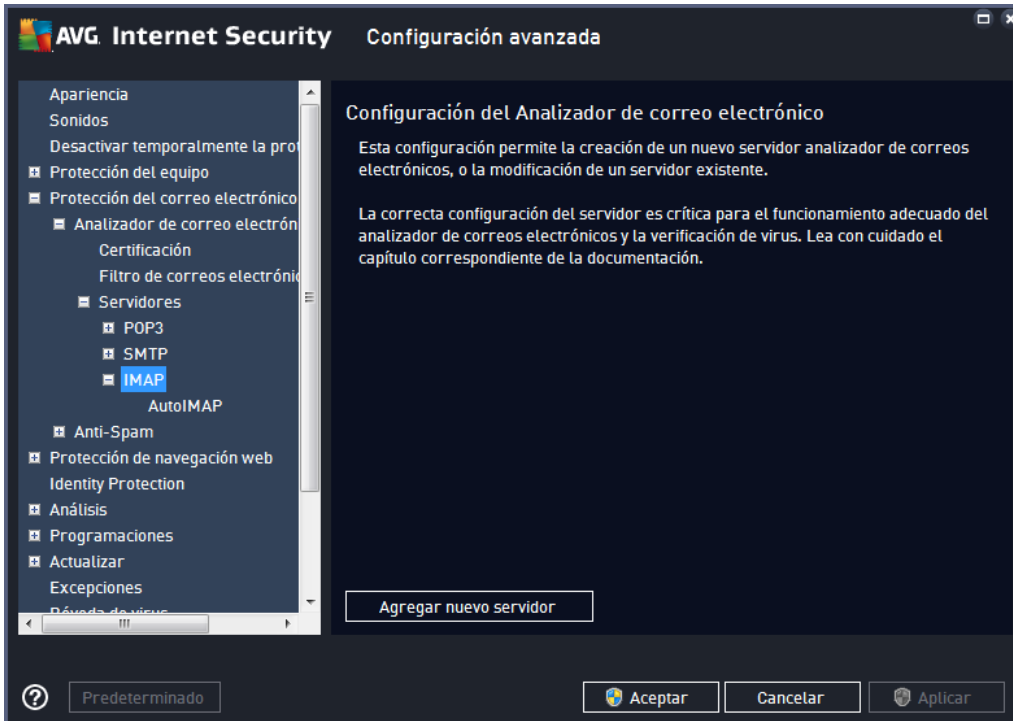 AVG. Internet Security Configuración avanzada
Apariencia
Sonidos
Desactivar temporalmente la prot
Protección del equipo
Protección del correo electrónico
Analizador de correo electrón
Certificación
Filtro de correos electrónic
Servidores
POP3
SMTP
IMAP
AutoIMAP
Anti-Spam
Protección de navegación web
Identity Protection
Análisis
Programaciones
Actualizar
Excepciones
Bóveda de virus
Configuración del Analizador de correo electrónico
Esta configuración permite la creación de un nuevo servidor analizador de correos
electrónicos, o la modificación de un servidor existente.
La correcta configuración del servidor es crítica para el funcionamiento adecuado del
analizador de correos electrónicos y la verificación de virus. Lea con cuidado el
capítulo correspondiente de la documentación.
Agregar nuevo servidor
Predeterminado
Aceptar
Cancelar
Aplicar